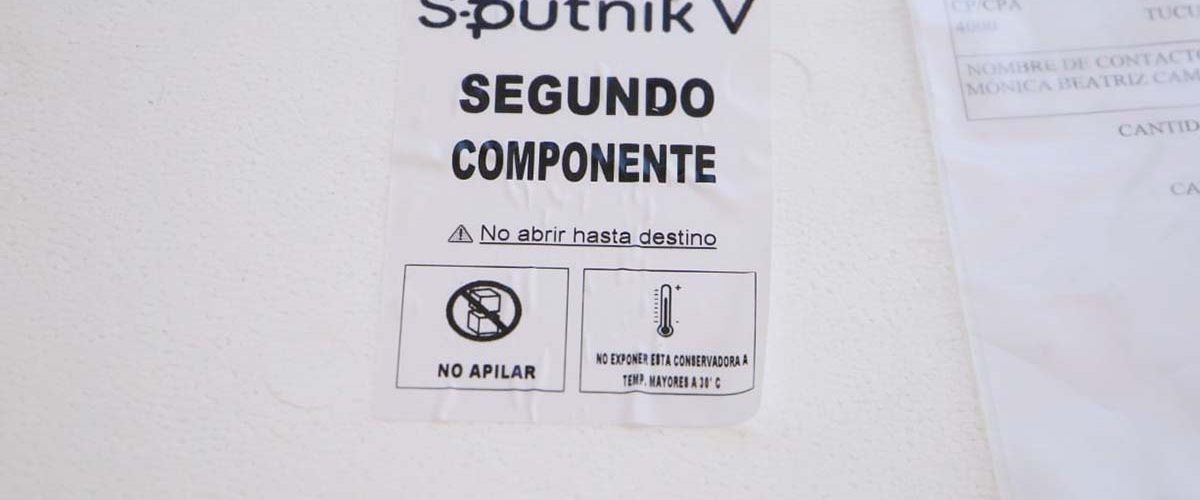 Sputnik V
SEGUNDO
COMPONENTE
No abrir hasta destino
NO APILAR
NO EXPONER ESTA CONSERVADORA A
TEMP. MAYORES A 30° C
CP/CPA
4000
TUCU
NOMBRE DE CONTACTO
MÓNICA BEATRIZ CAM
CANTID
CA